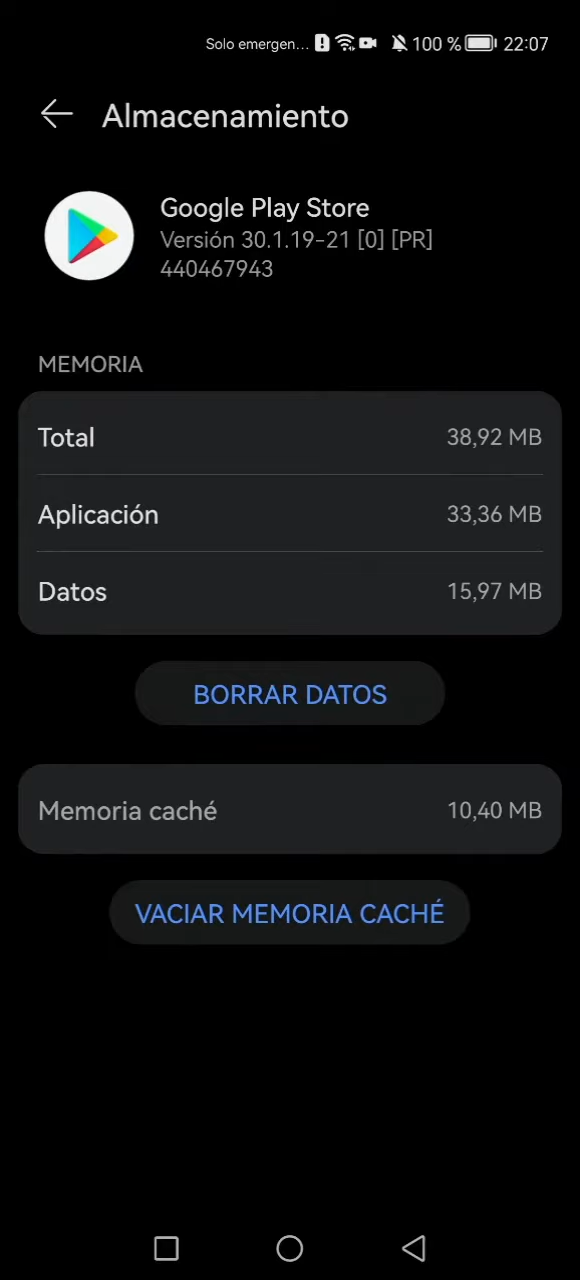 Solo emergen... 100 % 22:07
Almacenamiento
Google Play Store
Versión 30.1.19-21 [0] [PR]
440467943
MEMORIA
Total 38,92 MB
Aplicación 33,36 MB
Datos 15,97 MB
BORRAR DATOS
Memoria caché 10,40 MB
VACIAR MEMORIA CACHÉ